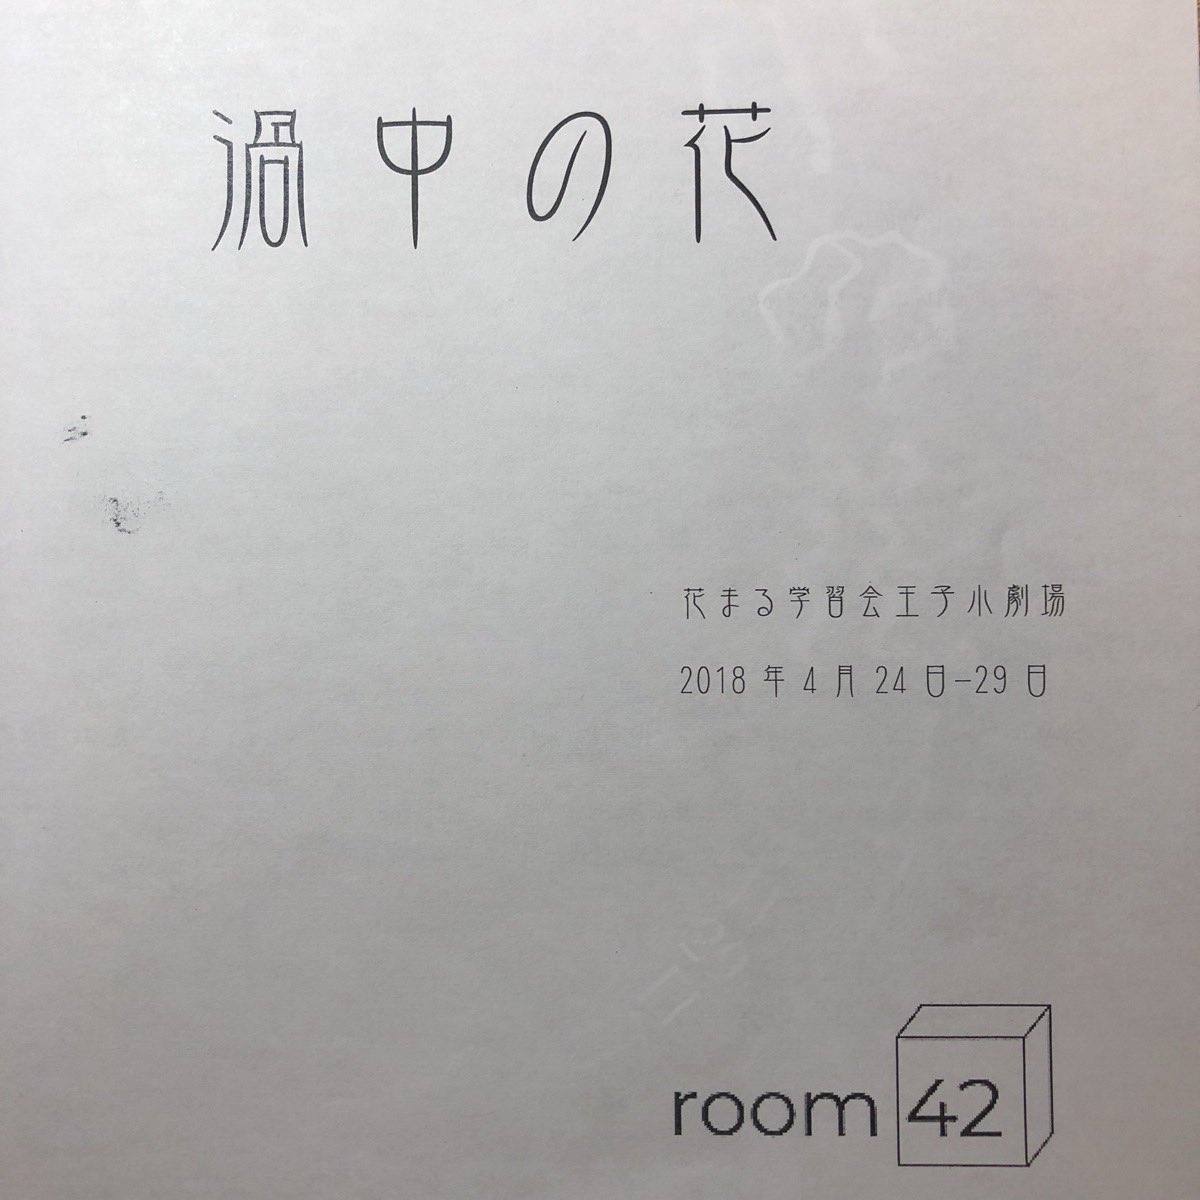 渦中の花
花まる学習会王子小劇場
2018年4月24日-29日
room 42